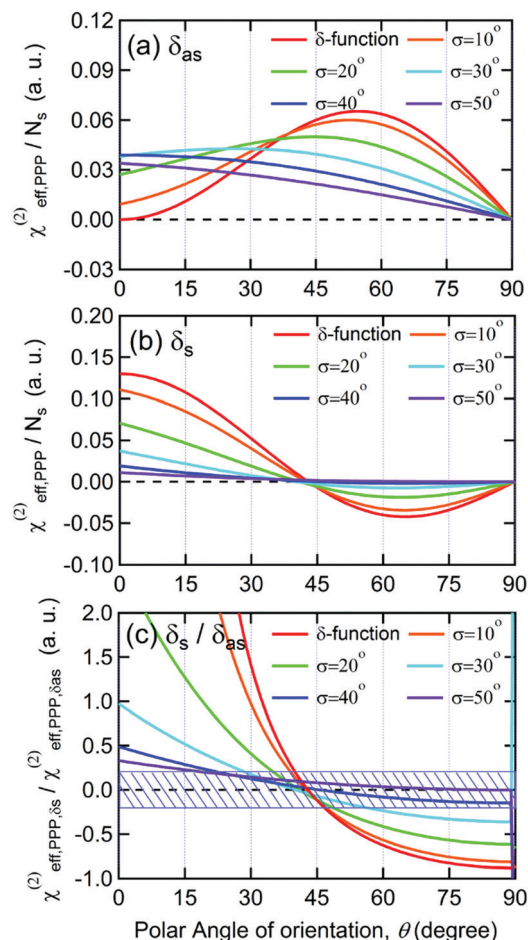 (a) δas
δ-function σ=10°
σ=20° σ=30°
σ=40° σ=50°
0.12
0.09
0.06
0.03
0.00
-0.03
χ(2)eff,PPP / Ns (a. u.)
0 15 30 45 60 75 90
(b) δs
δ-function σ=10°
σ=20° σ=30°
σ=40° σ=50°
0.20
0.15
0.10
0.05
0.00
-0.05
-0.10
χ(2)eff,PPP / Ns (a. u.)
0 15 30 45 60 75 90
(c) δs / δas
δ-function σ=10°
σ=20° σ=30°
σ=40° σ=50°
2.0
1.5
1.0
0.5
0.0
-0.5
-1.0
χ(2)eff,PPP,δs / χ(2)eff,PPP,δas (a. u.)
0 15 30 45 60 75 90
Polar Angle of orientation, θ (degree)